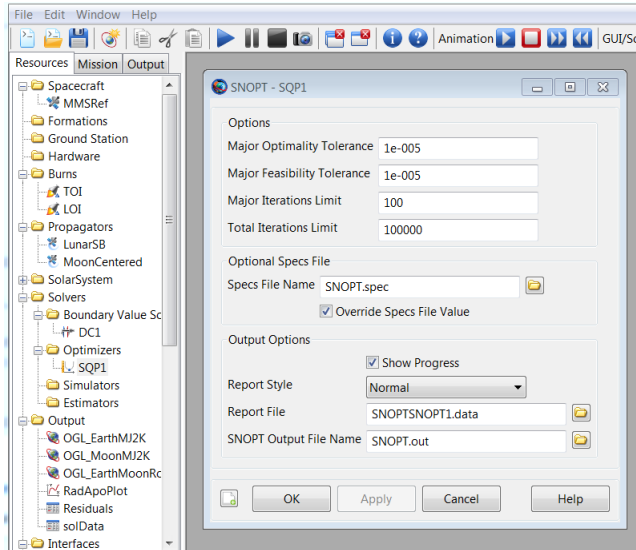 File Edit Window Help
Animation GUI/Sc
Resources Mission Output
Spacecraft
MMSRef
Formations
Ground Station
Hardware
Burns
TOI
LOI
Propagators
LunarSB
MoonCentered
SolarSystem
Solvers
Boundary Value Sc
DC1
Optimizers
SQP1
Simulators
Estimators
Output
OGL_EarthMJ2K
OGL_MoonMJ2K
OGL_EarthMoonRc
RadApoPlot
Residuals
solData
Interfaces
SNOPT - SQP1
Options
Major Optimality Tolerance 1e-005
Major Feasibility Tolerance 1e-005
Major Iterations Limit 100
Total Iterations Limit 100000
Optional Specs File
Specs File Name SNOPT.spec
Override Specs File Value
Output Options
Show Progress
Report Style Normal
Report File SNOPTSNOPT1.data
SNOPT Output File Name SNOPT.out
OK Apply Cancel Help